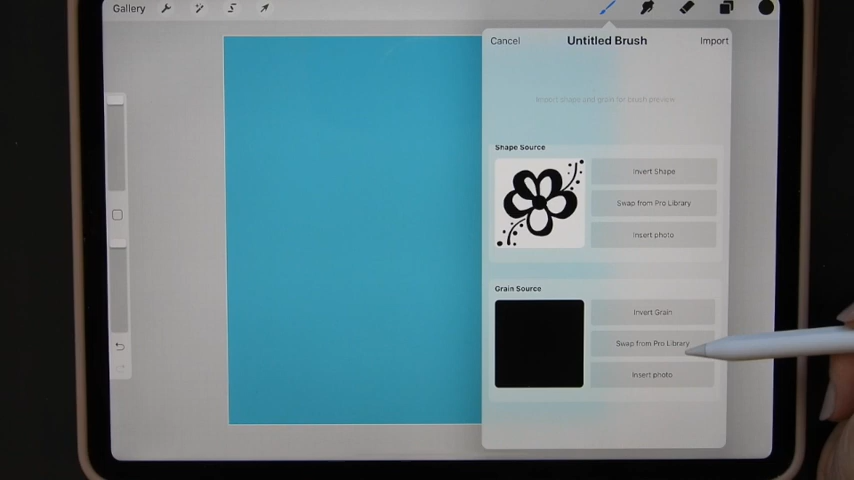 Gallery
Cancel
Untitled Brush
Import
Insert shape and grain for brush preview.
Shape Source
Invert Shape
Swap from Pro Library
Insert photo
Grain Source
Invert Grain
Swap from Pro Library
Insert photo